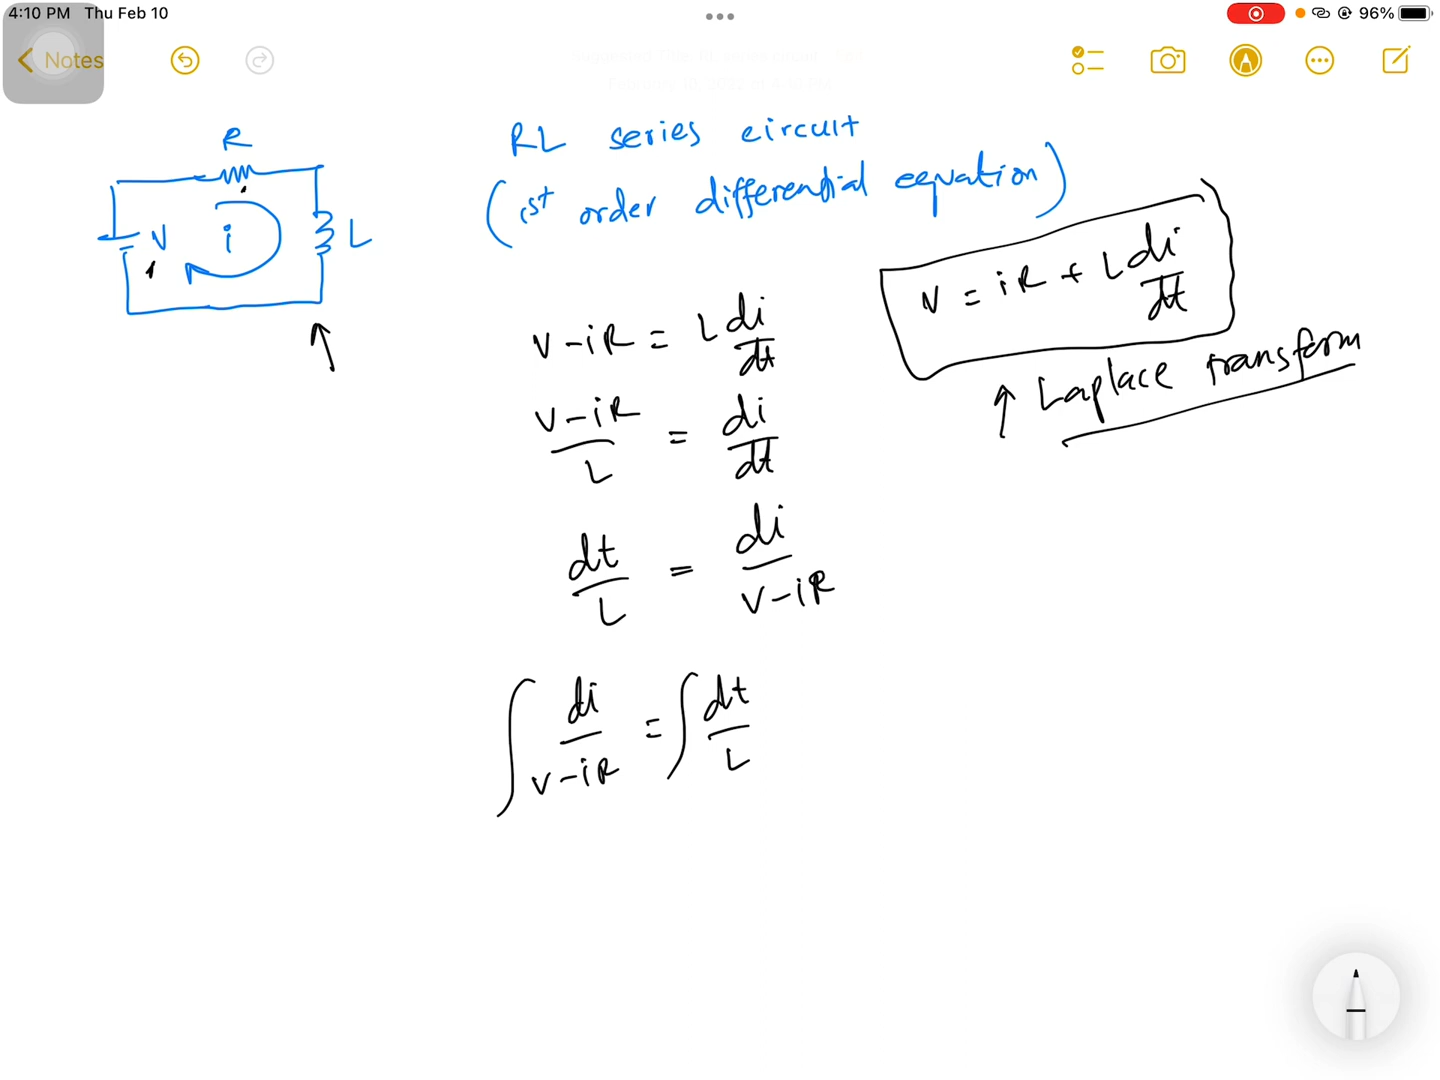 4:10 PM Thu Feb 10
96%
Notes
R
V
i
L
RL series circuit
(1st order differential equation)
V = iR + L di/dt
Laplace transform
V - iR = L di/dt
V - iR / L = di/dt
dt/L = di / V - iR
∫ di / V - iR = ∫ dt/L